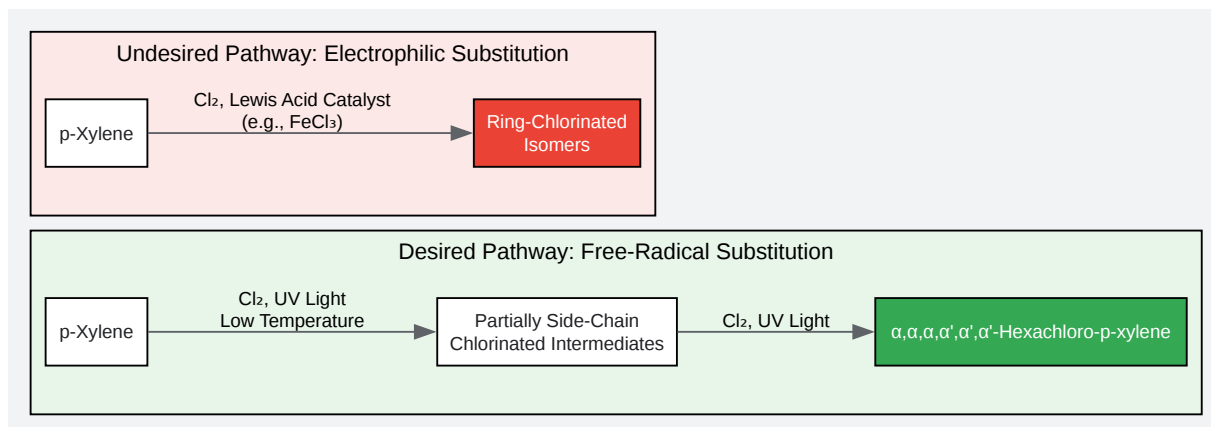 Undesired Pathway: Electrophilic Substitution
Cl₂, Lewis Acid Catalyst
(e.g., FeCl₃)
p-Xylene
Ring-Chlorinated
Isomers
Desired Pathway: Free-Radical Substitution
Cl₂, UV Light
Low Temperature
p-Xylene
Partially Side-Chain
Chlorinated Intermediates
Cl₂, UV Light
α,α,α,α',α',α'-Hexachloro-p-xylene